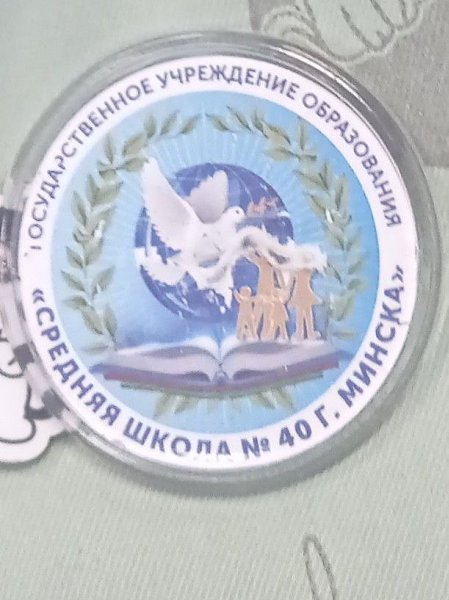 ГОСУДАРСТВЕННОЕ УЧРЕЖДЕНИЕ ОБРАЗОВАНИЯ
«СРЕДНЯЯ ШКОЛА № 40 Г. МИНСКА»